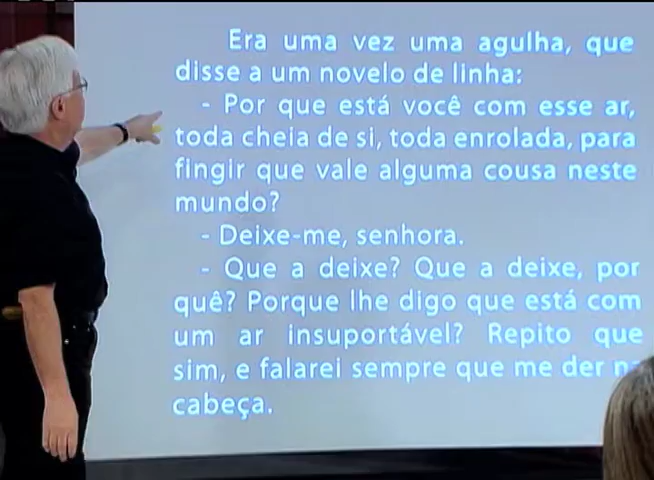 Era uma vez uma agulha, que
disse a um novelo de linha:
- Por que está você com esse ar,
toda cheia de si, toda enrolada, para
fingir que vale alguma cousa neste
mundo?
- Deixe-me, senhora.
- Que a deixe? Que a deixe, por
quê? Porque lhe digo que está com
um ar insuportável? Repito que
sim, e falarei sempre que me der na
cabeça.